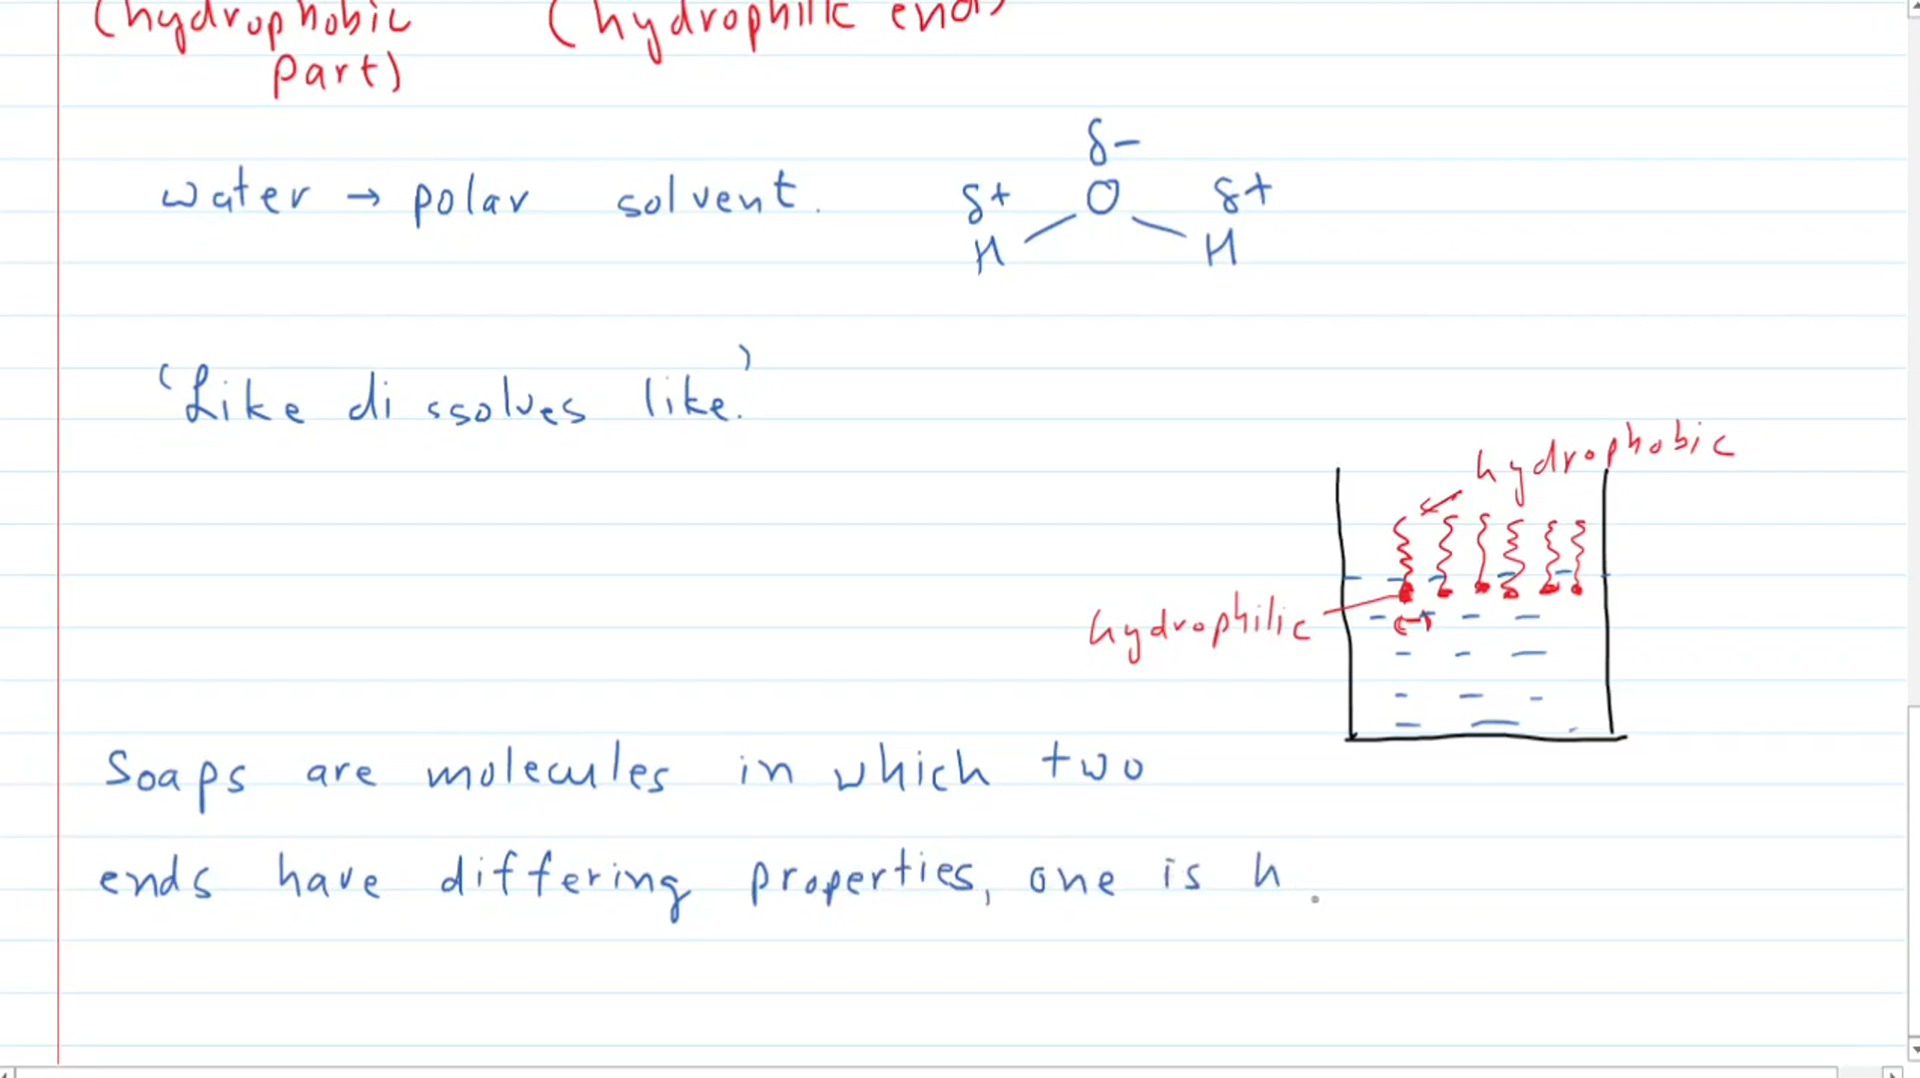 (hydrophobic (hydrophilic end)
part)
δ-
water → polar solvent. δ+ O δ+
H H
'Like dissolves like.'
hydrophobic
hydrophilic
Soaps are molecules in which two
ends have differing properties, one is h